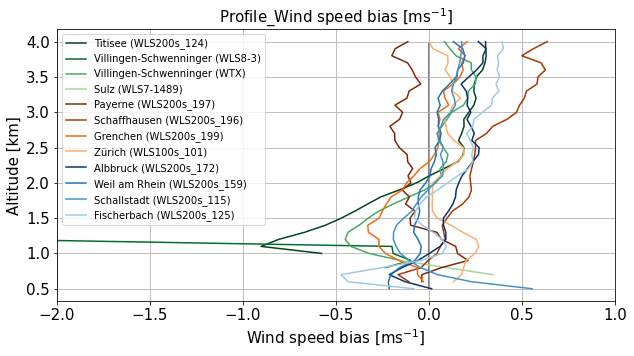 Profile_Wind speed bias [ms⁻¹]
Titisee (WLS200s_124)
Villingen-Schwenninger (WLS8-3)
Villingen-Schwenninger (WTX)
Sulz (WLS7-1489)
Payerne (WLS200s_197)
Schaffhausen (WLS200s_196)
Grenchen (WLS200s_199)
Zürich (WLS100s_101)
Albbruck (WLS200s_172)
Weil am Rhein (WLS200s_159)
Schallstadt (WLS200s_115)
Fischerbach (WLS200s_125)
Altitude [km]
4.0
3.5
3.0
2.5
2.0
1.5
1.0
0.5
−2.0 −1.5 −1.0 −0.5 0.0 0.5 1.0
Wind speed bias [ms⁻¹]